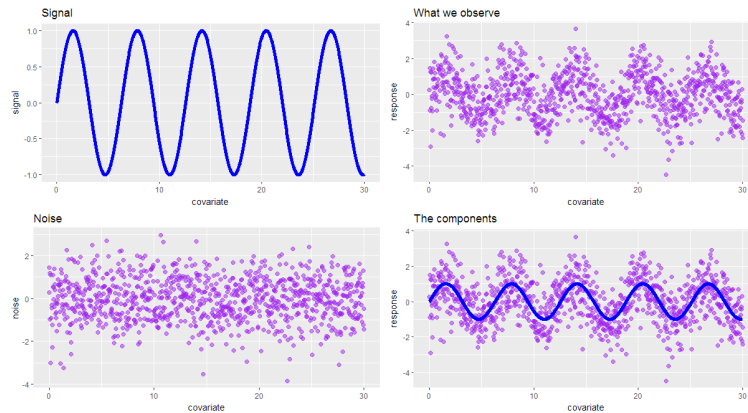 Signal
1.0
0.5
0.0
-0.5
-1.0
signal
0
10
20
30
covariate
What we observe
4
2
0
-2
-4
response
0
10
20
30
covariate
Noise
2
0
-2
-4
noise
0
10
20
30
covariate
The components
4
2
0
-2
-4
response
0
10
20
30
covariate